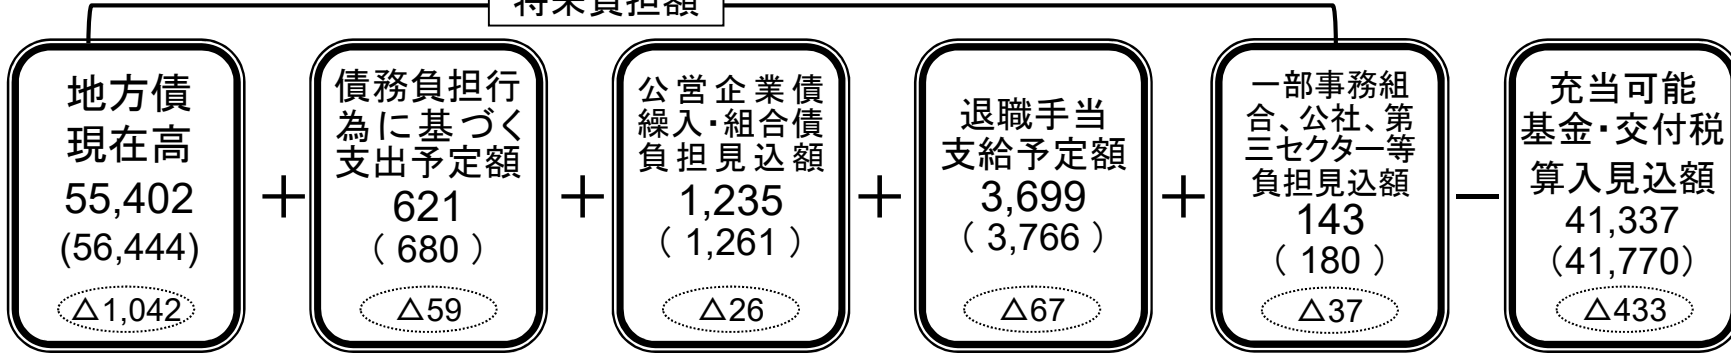 将来負担額
地方債
現在高
55,402
(56,444)
△1,042
＋
債務負担行
為に基づく
支出予定額
621
（ 680 ）
△59
＋
公営企業債
繰入・組合債
負担見込額
1,235
（ 1,261 ）
△26
＋
退職手当
支給予定額
3,699
（ 3,766 ）
△67
＋
一部事務組
合、公社、第
三セクター等
負担見込額
143
（ 180 ）
△37
－
充当可能
基金・交付税
算入見込額
41,337
（41,770）
△433